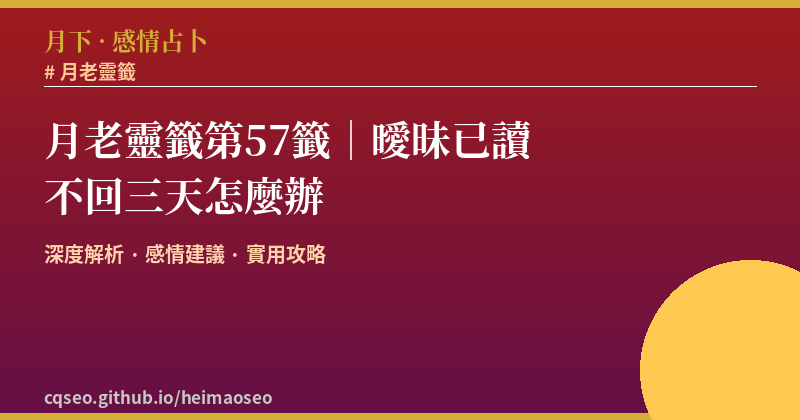 月下 · 感情占卜
# 月老靈籤
月老靈籤第57籤｜曖昧已讀
不回三天怎麼辦
深度解析 · 感情建議 · 實用攻略
cqseo.github.io/heimaoseo